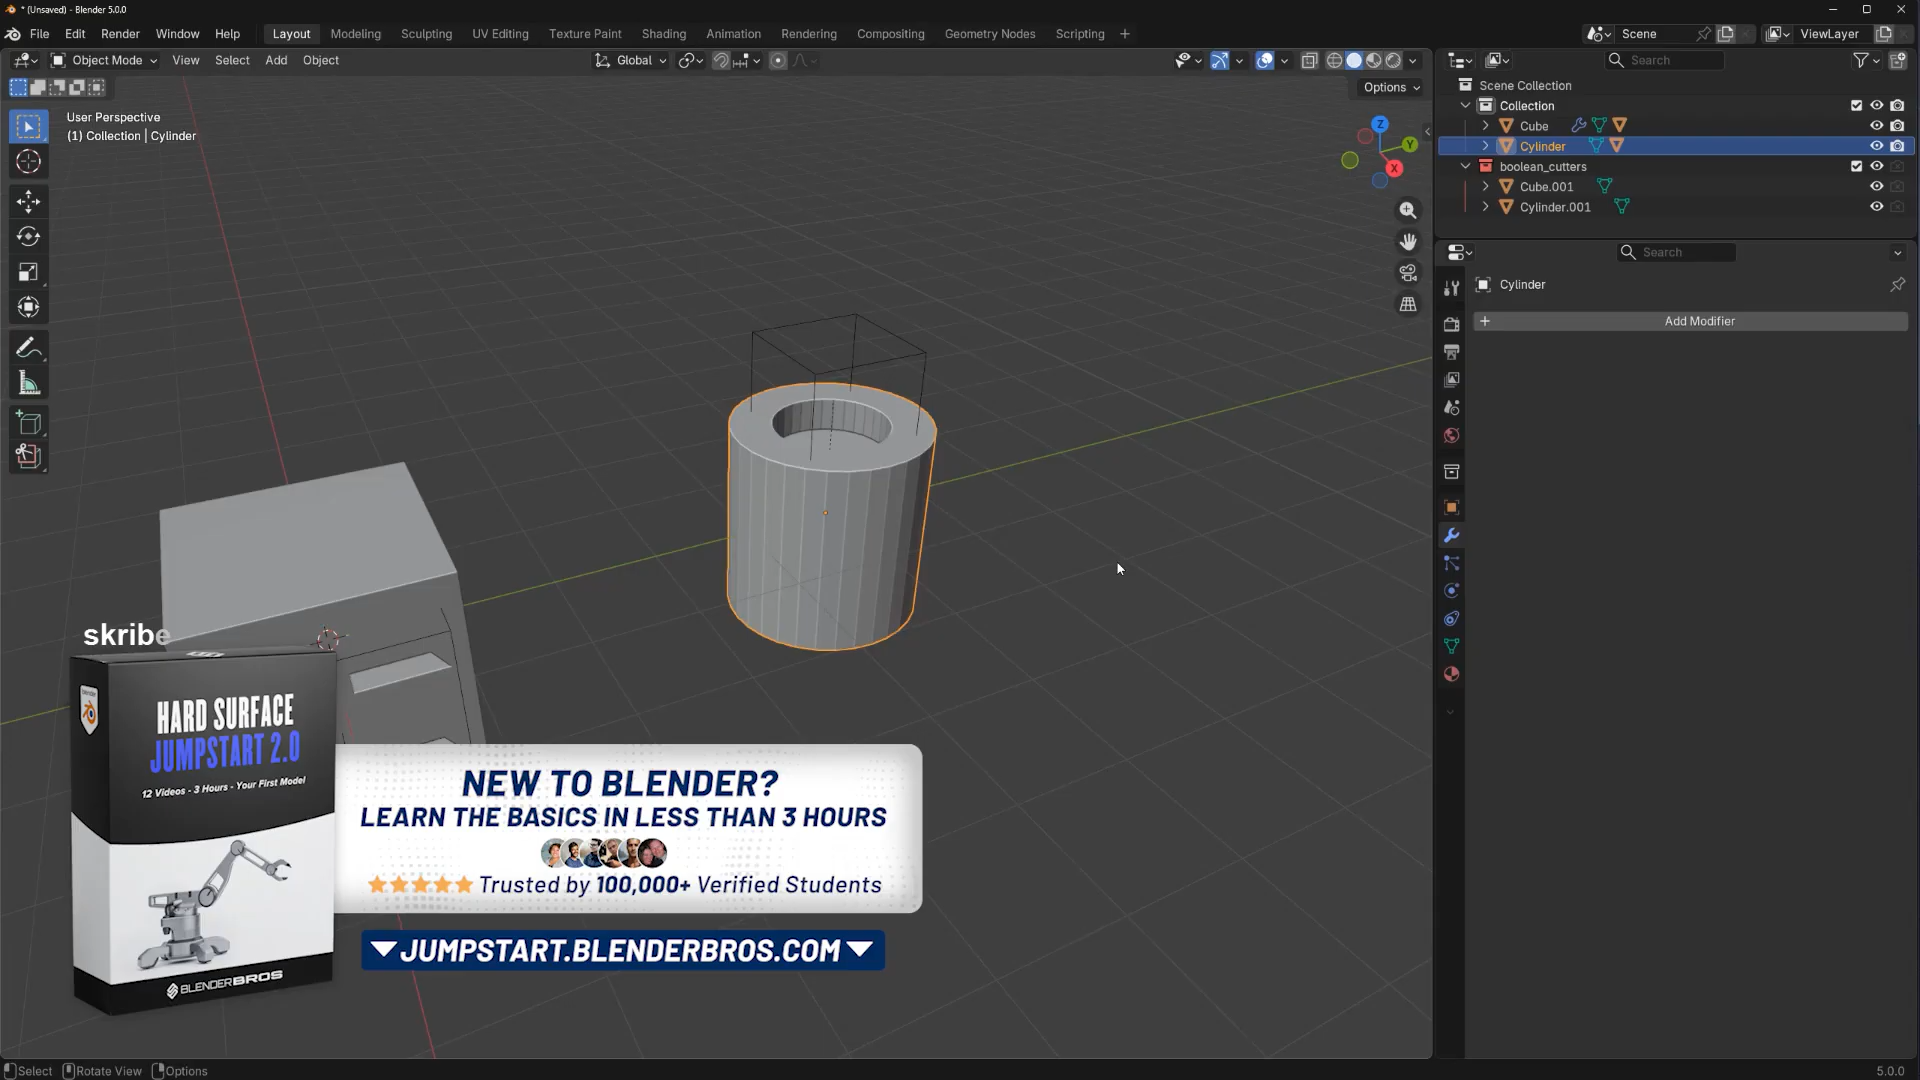 * (Unsaved) - Blender 5.0.0
File Edit Render Window Help
Layout Modeling Sculpting UV Editing Texture Paint Shading Animation Rendering Compositing Geometry Nodes Scripting +
Scene
ViewLayer
Object Mode View Select Add Object
Global
Options
User Perspective
(1) Collection | Cylinder
Z
Y
X
Search
Scene Collection
Collection
Cube
Cylinder
boolean_cutters
Cube.001
Cylinder.001
Search
Cylinder
+ Add Modifier
skribe
HARD SURFACE
JUMPSTART 2.0
12 Videos - 3 Hours - Your First Model
BLENDERBROS
NEW TO BLENDER?
LEARN THE BASICS IN LESS THAN 3 HOURS
Trusted by 100,000+ Verified Students
JUMPSTART.BLENDERBROS.COM
Select Rotate View Options
5.0.0